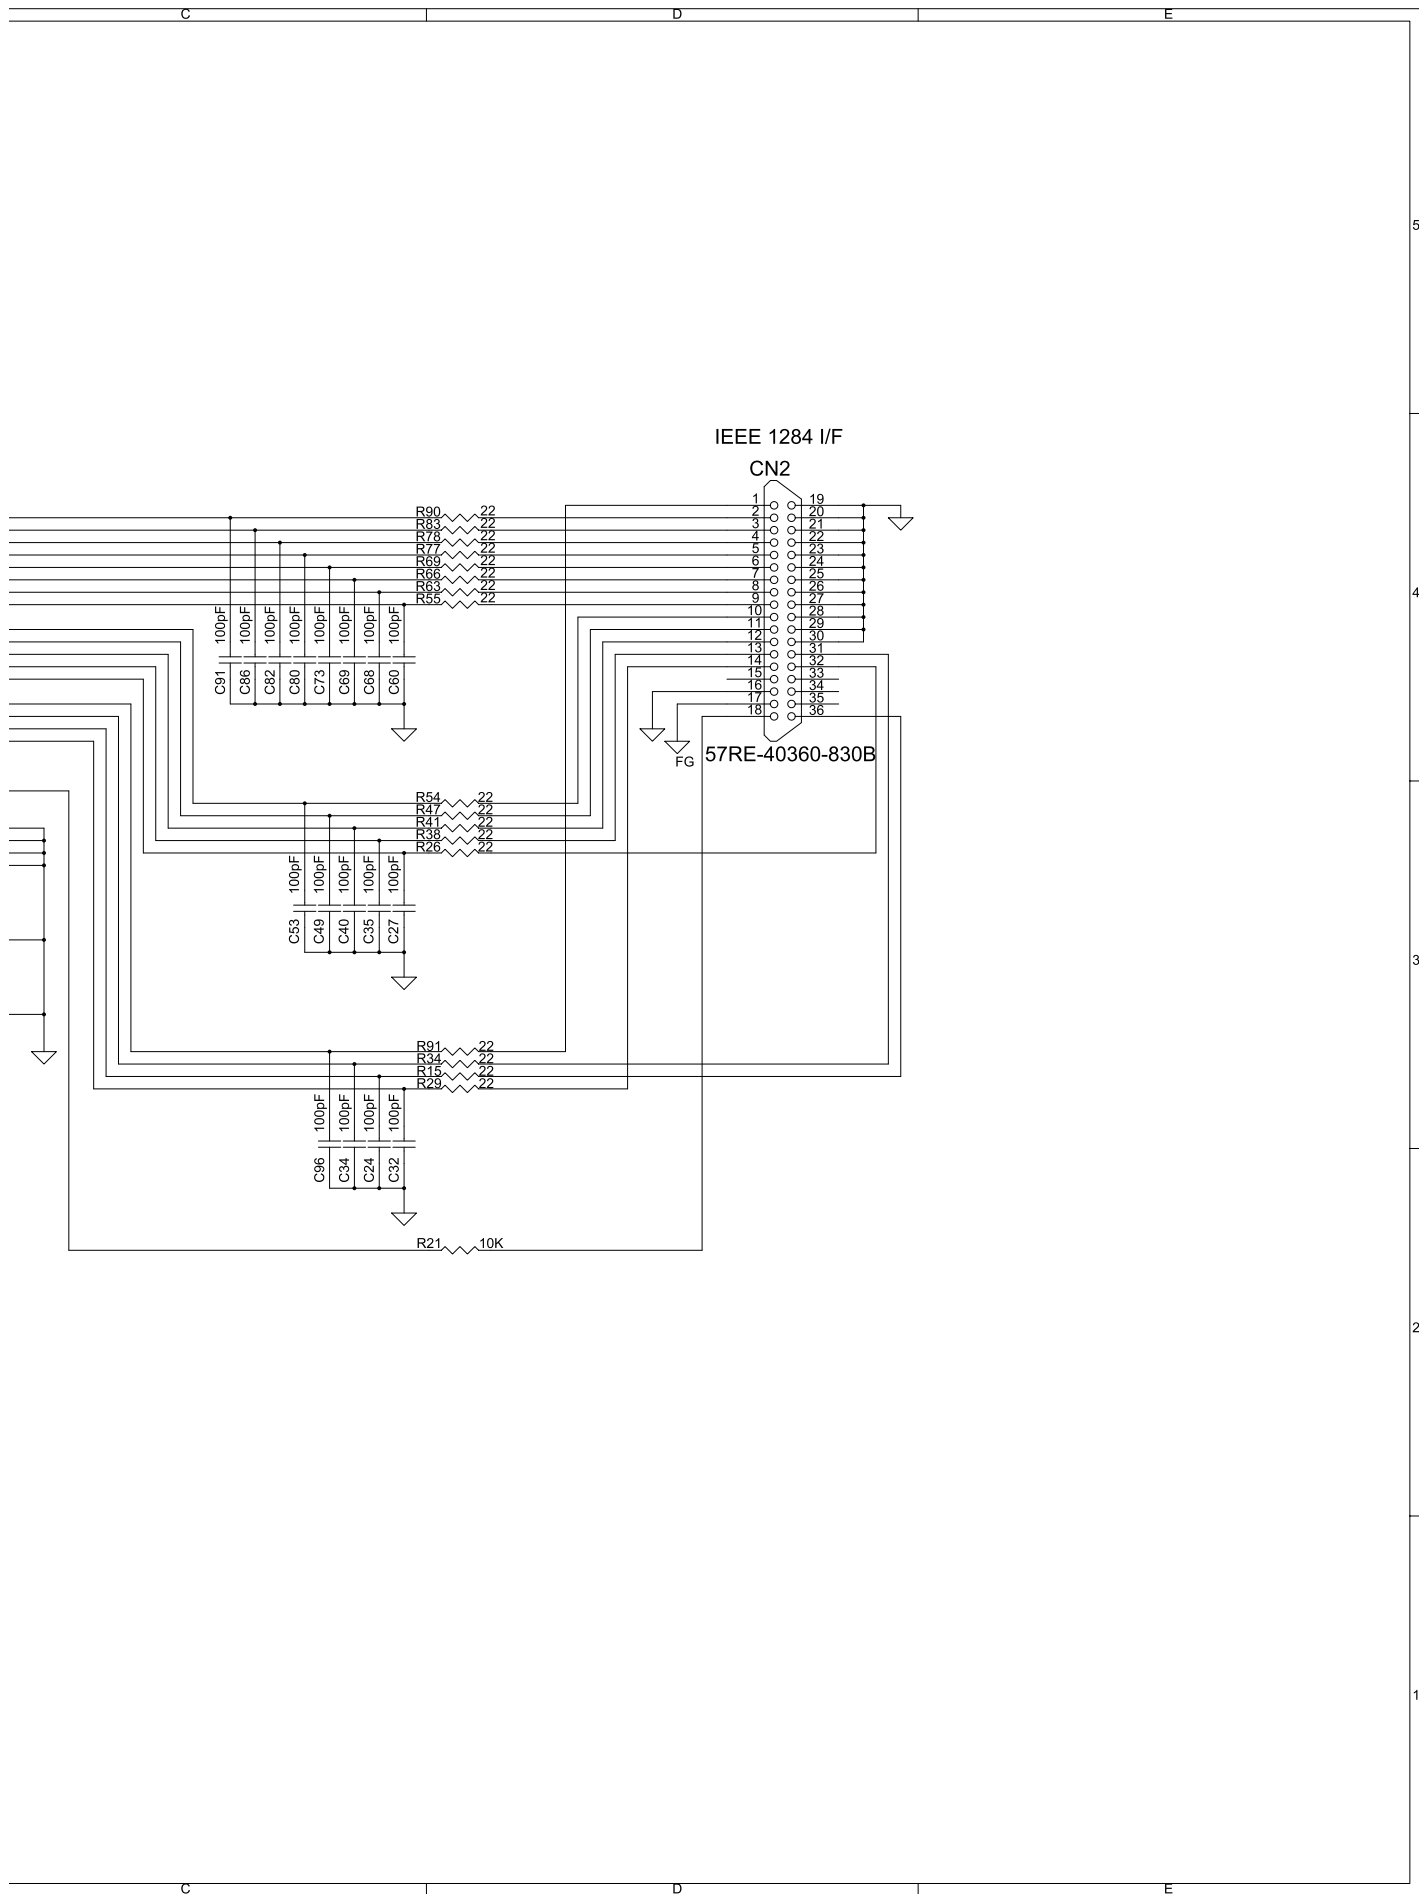 C D E
5
IEEE 1284 I/F
CN2
1 19
R90 22 2 20
R83 22 3 21
R78 22 4 22
R77 22 5 23
R69 22 6 24
R66 22 7 25
R63 22 8 26
R55 22 9 27
4
10 28
11 29
12 30
13 31
14 32
15 33
16 34
17 35
18 36
100pF 100pF 100pF 100pF 100pF 100pF 100pF 100pF
C91 C86 C82 C80 C73 C69 C68 C60
FG
57RE-40360-830B
R54 22
R47 22
R41 22
R38 22
R26 22
100pF 100pF 100pF 100pF 100pF
C53 C49 C40 C35 C27
3
R91 22
R34 22
R15 22
R29 22
100pF 100pF 100pF 100pF
C96 C34 C24 C32
R21 10K
2
1
C D E